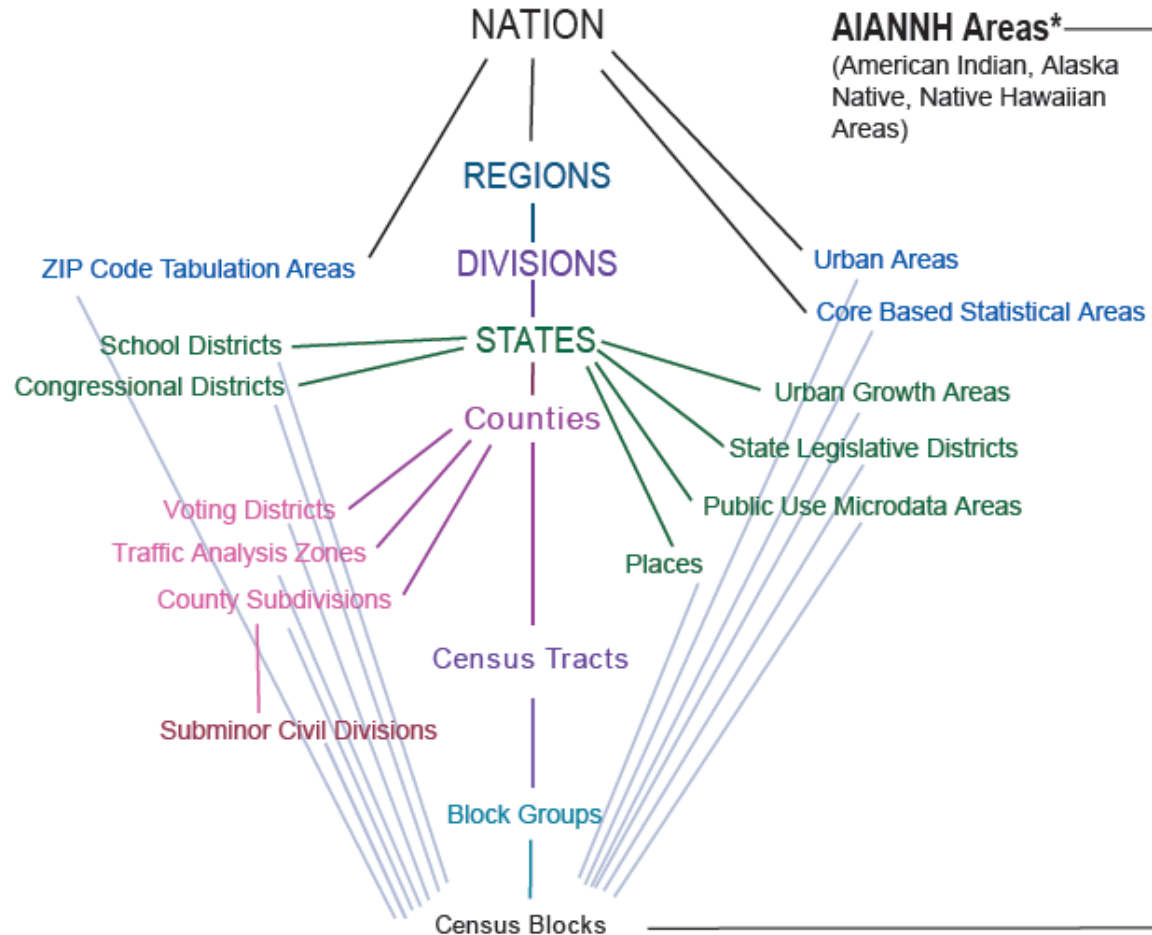 NATION
AIANNH Areas*
(American Indian, Alaska
Native, Native Hawaiian
Areas)
REGIONS
ZIP Code Tabulation Areas
DIVISIONS
Urban Areas
Core Based Statistical Areas
School Districts
STATES
Congressional Districts
Urban Growth Areas
Counties
State Legislative Districts
Voting Districts
Public Use Microdata Areas
Traffic Analysis Zones
Places
County Subdivisions
Census Tracts
Subminor Civil Divisions
Block Groups
Census Blocks